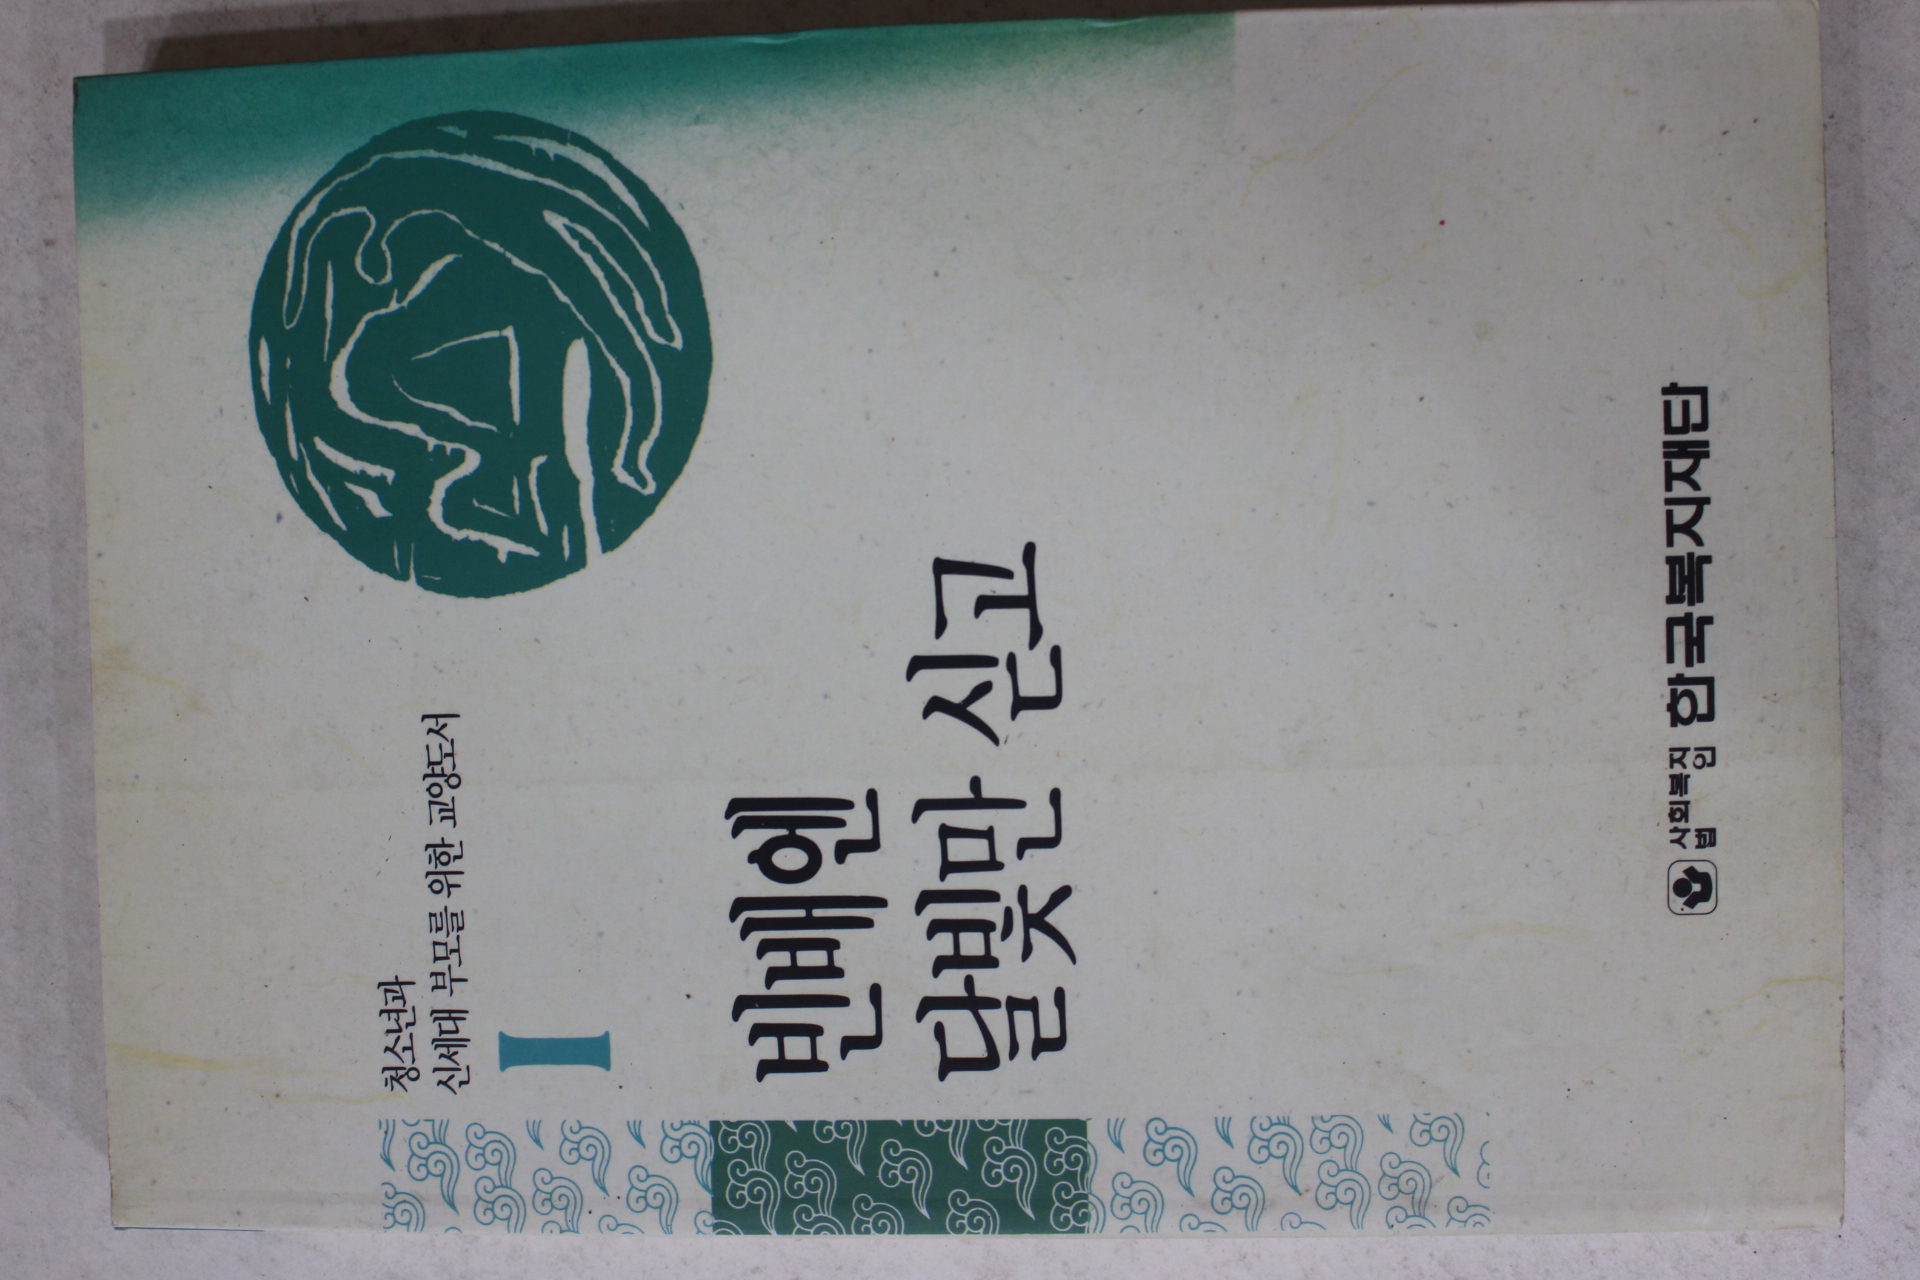 청소년과
신세대 부모를 위한 교양도서
I
빈배엔
달빛만 싣고
사회복지
법인
한국복지재단